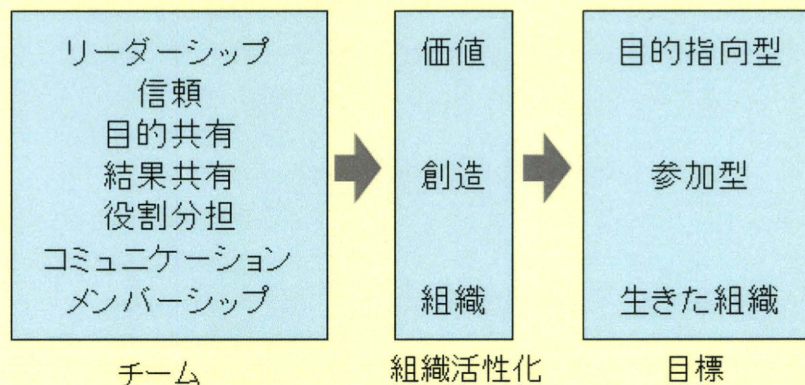 リーダーシップ
信頼
目的共有
結果共有
役割分担
コミュニケーション
メンバーシップ
チーム
価値
創造
組織
組織活性化
目的指向型
参加型
生きた組織
目標